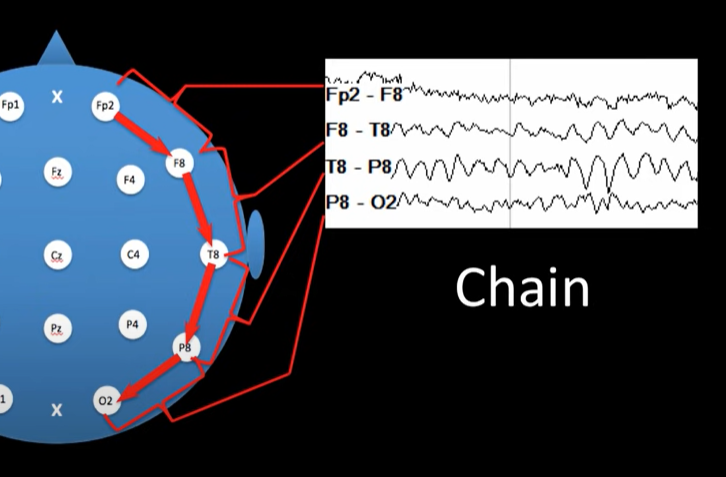 Fp1 X Fp2
F8
Fz F4
Cz C4 T8
Pz P4
P8
1 X O2
Fp2 - F8
F8 - T8
T8 - P8
P8 - O2
Chain